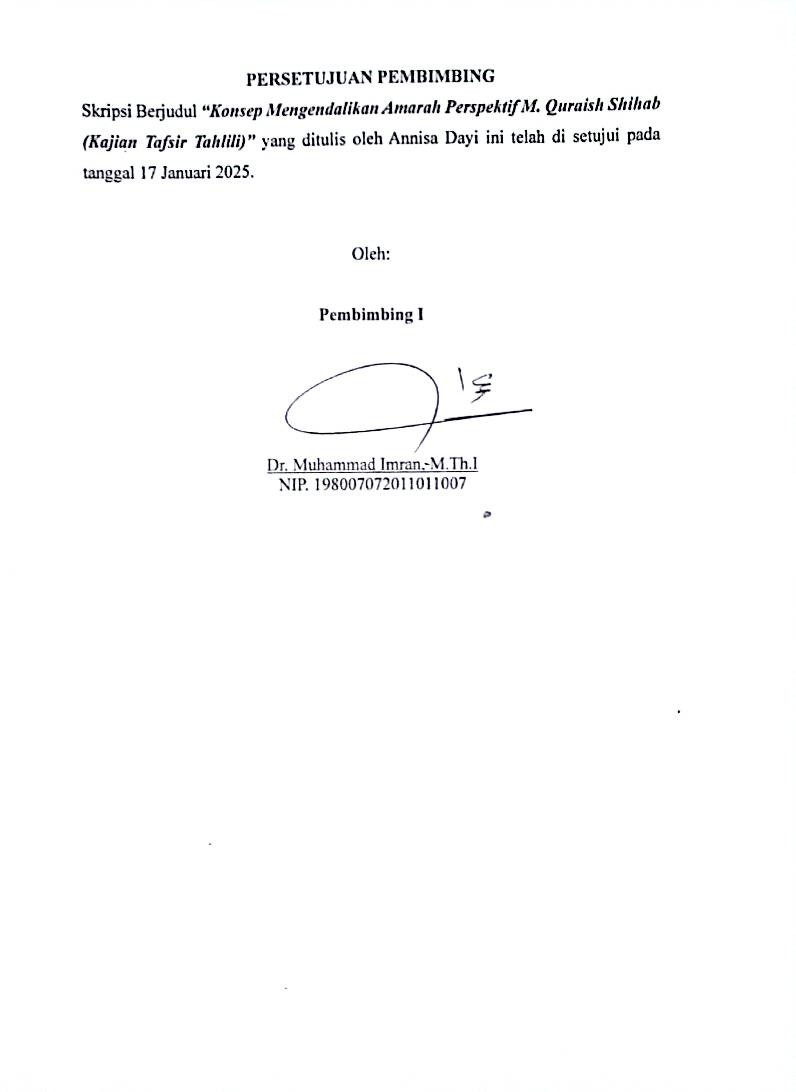 PERSETUJUAN PEMBIMBING
Skripsi Berjudul “Konsep Mengendalikan Amarah Perspektif M. Quraish Shihab
(Kajian Tafsir Tahlili)” yang ditulis oleh Annisa Dayi ini telah di setujui pada
tanggal 17 Januari 2025.
Oleh:
Pembimbing I
Dr. Muhammad Imran,-M.Th.I
NIP. 198007072011011007